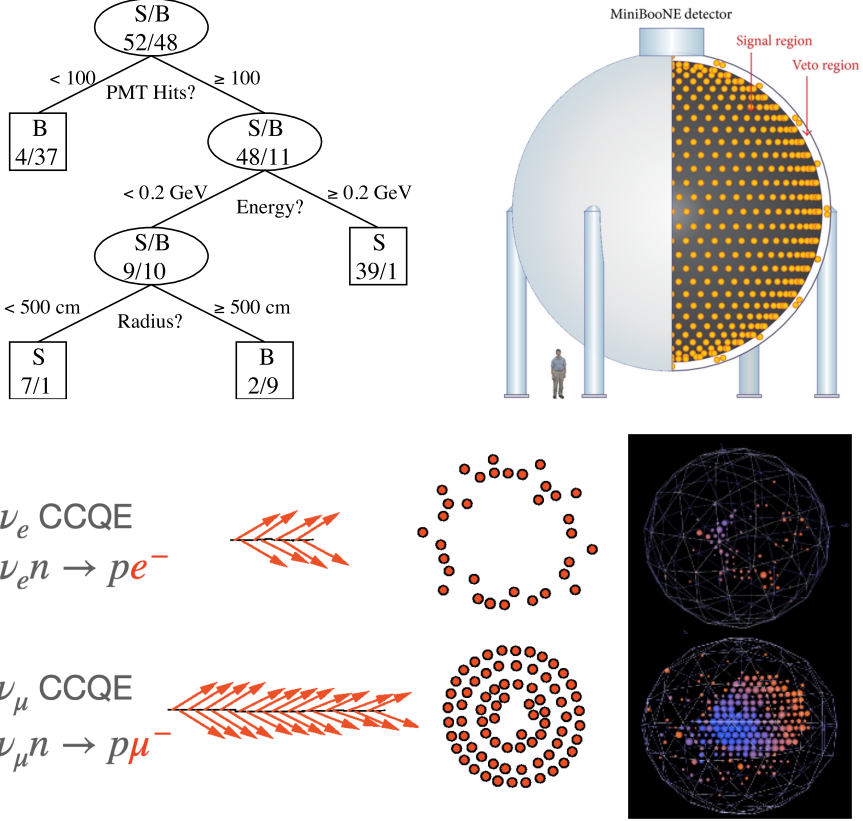 S/B
52/48
< 100
≥ 100
PMT Hits?
B
4/37
S/B
48/11
< 0.2 GeV
≥ 0.2 GeV
Energy?
S/B
9/10
S
39/1
< 500 cm
≥ 500 cm
Radius?
S
7/1
B
2/9
MiniBooNE detector
Signal region
Veto region
νe CCQE
νen → pe−
νμ CCQE
νμn → pμ−